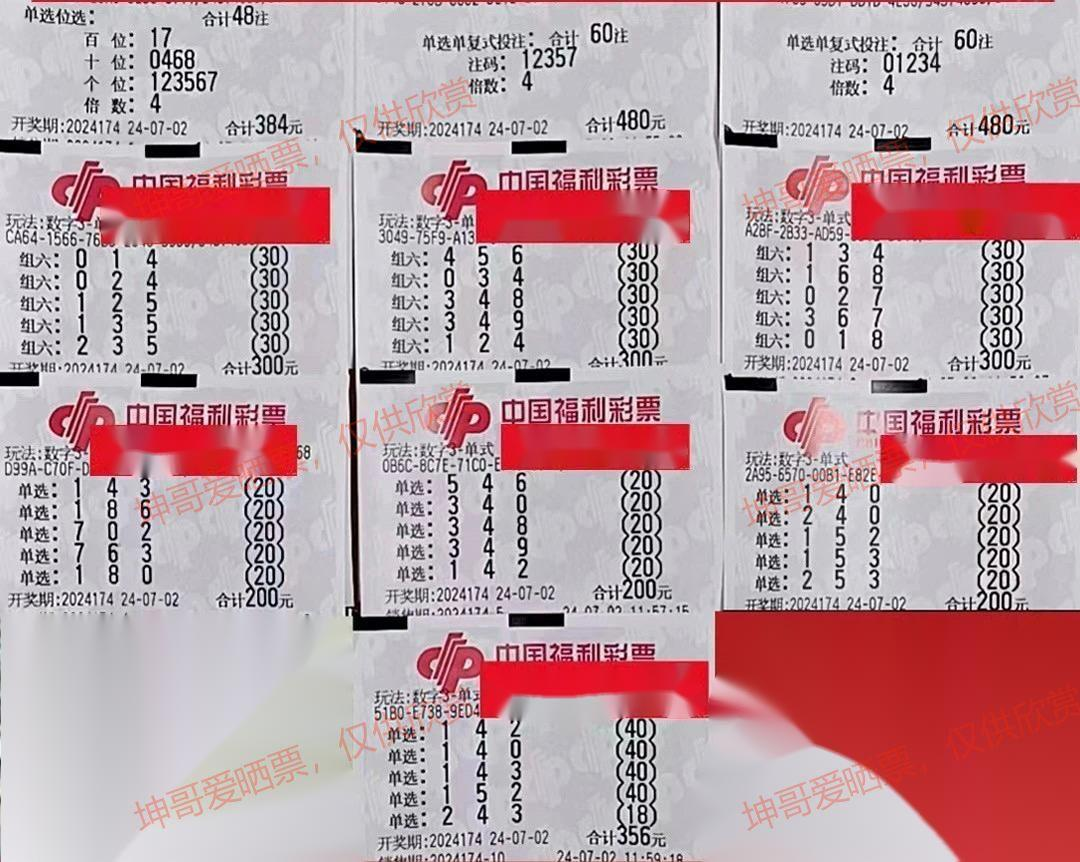 单选位选： 合计48注
百 位：17
十 位：0468
个 位：123567
倍 数：4
开奖期:2024174 24-07-02 合计384元
单选单复式投注：合计 60注
注码：12357
倍数：4
开奖期:2024174 24-07-02 合计480元
单选单复式投注：合计 60注
注码：01234
倍数：4
开奖期:2024174 24-07-02 合计480元
中国福利彩票
玩法:数字3-单
CA64-1566-76
组六：0 1 4 (30)
组六：0 2 4 (30)
组六：1 2 5 (30)
组六：1 3 5 (30)
组六：2 3 5 (30)
开奖期:2024174 24-07-02 合计300元
中国福利彩票
玩法:数字3-单
3049-75F9-A13
组六：4 5 6 (30)
组六：0 3 4 (30)
组六：3 4 8 (30)
组六：3 4 9 (30)
组六：1 2 4 (30)
开奖期:2024174 24-07-02 合计300元
中国福利彩票
玩法:数字3-单式
A2BF-2B33-AD59-
组六：1 3 4 (30)
组六：1 6 8 (30)
组六：0 2 7 (30)
组六：3 6 7 (30)
组六：0 1 8 (30)
开奖期:2024174 24-07-02 合计300元
中国福利彩票
玩法:数字3- 68
D99A-C70F-D
单选：1 4 3 (20)
单选：1 8 6 (20)
单选：7 0 2 (20)
单选：7 6 3 (20)
单选：1 8 0 (20)
开奖期:2024174 24-07-02 合计200元
中国福利彩票
玩法:数字3-单式
0B6C-8C7E-71C0-E
单选：5 4 6 (20)
单选：3 4 0 (20)
单选：3 4 8 (20)
单选：3 4 9 (20)
单选：1 4 2 (20)
开奖期:2024174 24-07-02 合计200元
销售期:2024174-5 24-07-02 11:57:15
中国福利彩票
玩法:数字3-单式
2A95-6570-00B1-E82E
单选：1 4 0 (20)
单选：2 4 0 (20)
单选：1 5 2 (20)
单选：1 5 3 (20)
单选：2 5 3 (20)
开奖期:2024174 24-07-02 合计200元
中国福利彩票
玩法:数字3-单式
51B0-E738-9ED4
单选：1 4 2 (40)
单选：1 4 0 (40)
单选：1 4 3 (40)
单选：1 5 2 (40)
单选：2 4 3 (18)
开奖期:2024174 24-07-02 合计356元
销售期:2024174-10 24-07-02 11:59:18
坤哥爱晒票，仅供欣赏
坤哥爱晒票，仅供欣赏
坤哥爱晒票，仅供欣赏
坤哥爱晒票，仅供欣赏
坤哥爱晒票，仅供欣赏
坤哥爱晒票，仅供欣赏